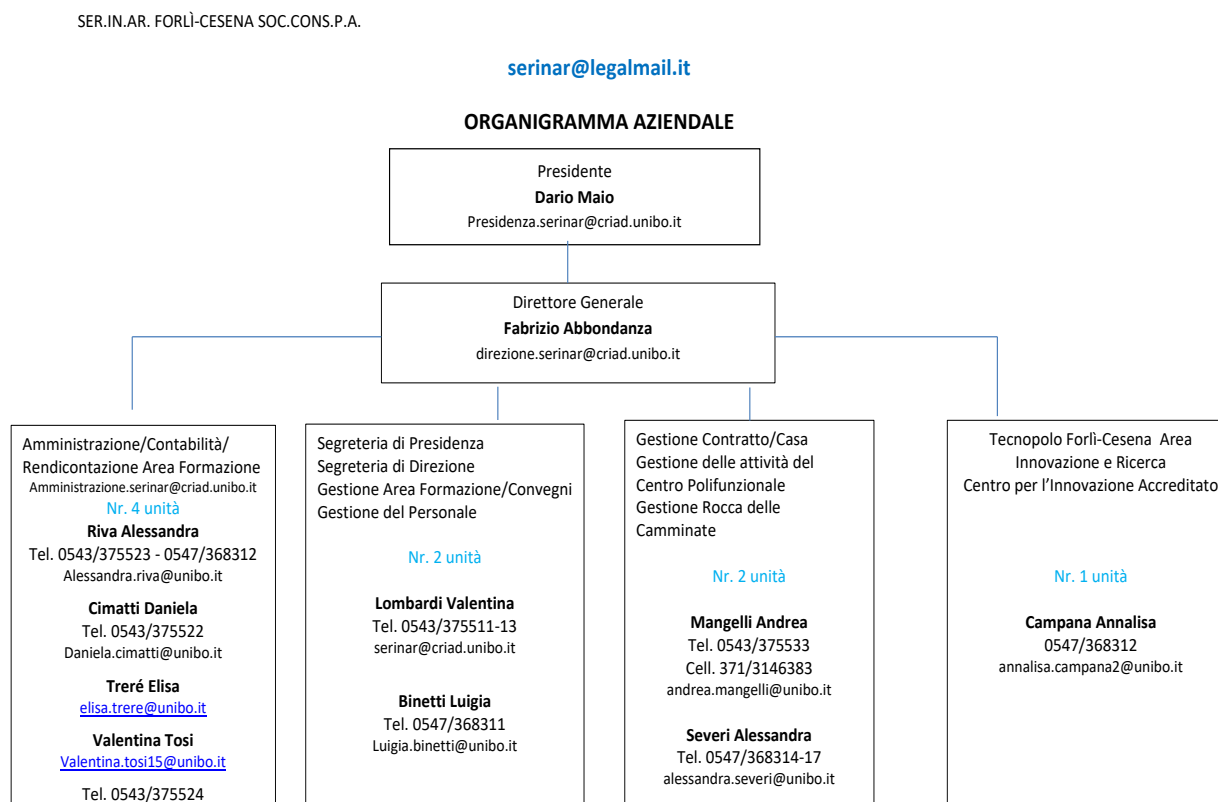 SER.IN.AR. FORLÌ-CESENA SOC.CONS.P.A.
serinar@legalmail.it
ORGANIGRAMMA AZIENDALE
Presidente
Dario Maio
Presidenza.serinar@criad.unibo.it
Direttore Generale
Fabrizio Abbondanza
direzione.serinar@criad.unibo.it
Amministrazione/Contabilità/
Rendicontazione Area Formazione
Amministrazione.serinar@criad.unibo.it
Nr. 4 unità
Riva Alessandra
Tel. 0543/375523 - 0547/368312
Alessandra.riva@unibo.it
Cimatti Daniela
Tel. 0543/375522
Daniela.cimatti@unibo.it
Treré Elisa
elisa.trere@unibo.it
Valentina Tosi
Valentina.tosi15@unibo.it
Tel. 0543/375524
Segreteria di Presidenza
Segreteria di Direzione
Gestione Area Formazione/Convegni
Gestione del Personale
Nr. 2 unità
Lombardi Valentina
Tel. 0543/375511-13
serinar@criad.unibo.it
Binetti Luigia
Tel. 0547/368311
Luigia.binetti@unibo.it
Gestione Contratto/Casa
Gestione delle attività del
Centro Polifunzionale
Gestione Rocca delle
Camminate
Nr. 2 unità
Mangelli Andrea
Tel. 0543/375533
Cell. 371/3146383
andrea.mangelli@unibo.it
Severi Alessandra
Tel. 0547/368314-17
alessandra.severi@unibo.it
Tecnopolo Forlì-Cesena Area
Innovazione e Ricerca
Centro per l'Innovazione Accreditato
Nr. 1 unità
Campana Annalisa
0547/368312
annalisa.campana2@unibo.it